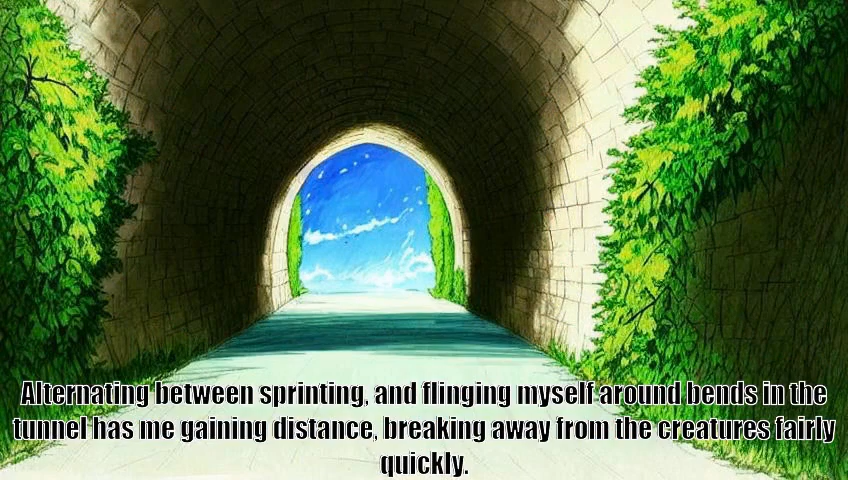 Alternating between sprinting, and flinging myself around bends in the
tunnel has me gaining distance, breaking away from the creatures fairly
quickly.